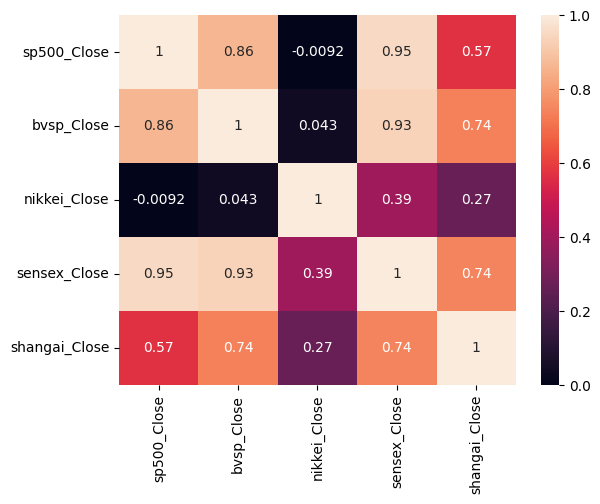 sp500_Close 1 0.86 -0.0092 0.95 0.57
bvsp_Close 0.86 1 0.043 0.93 0.74
nikkei_Close -0.0092 0.043 1 0.39 0.27
sensex_Close 0.95 0.93 0.39 1 0.74
shangai_Close 0.57 0.74 0.27 0.74 1
sp500_Close
bvsp_Close
nikkei_Close
sensex_Close
shangai_Close
1.0
0.8
0.6
0.4
0.2
0.0